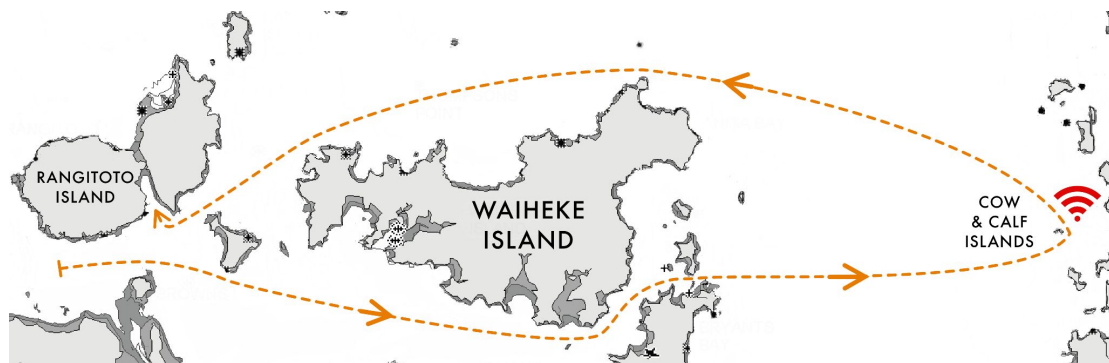 RANGITOTO
ISLAND
WAIHEKE
ISLAND
COW
& CALF
ISLANDS